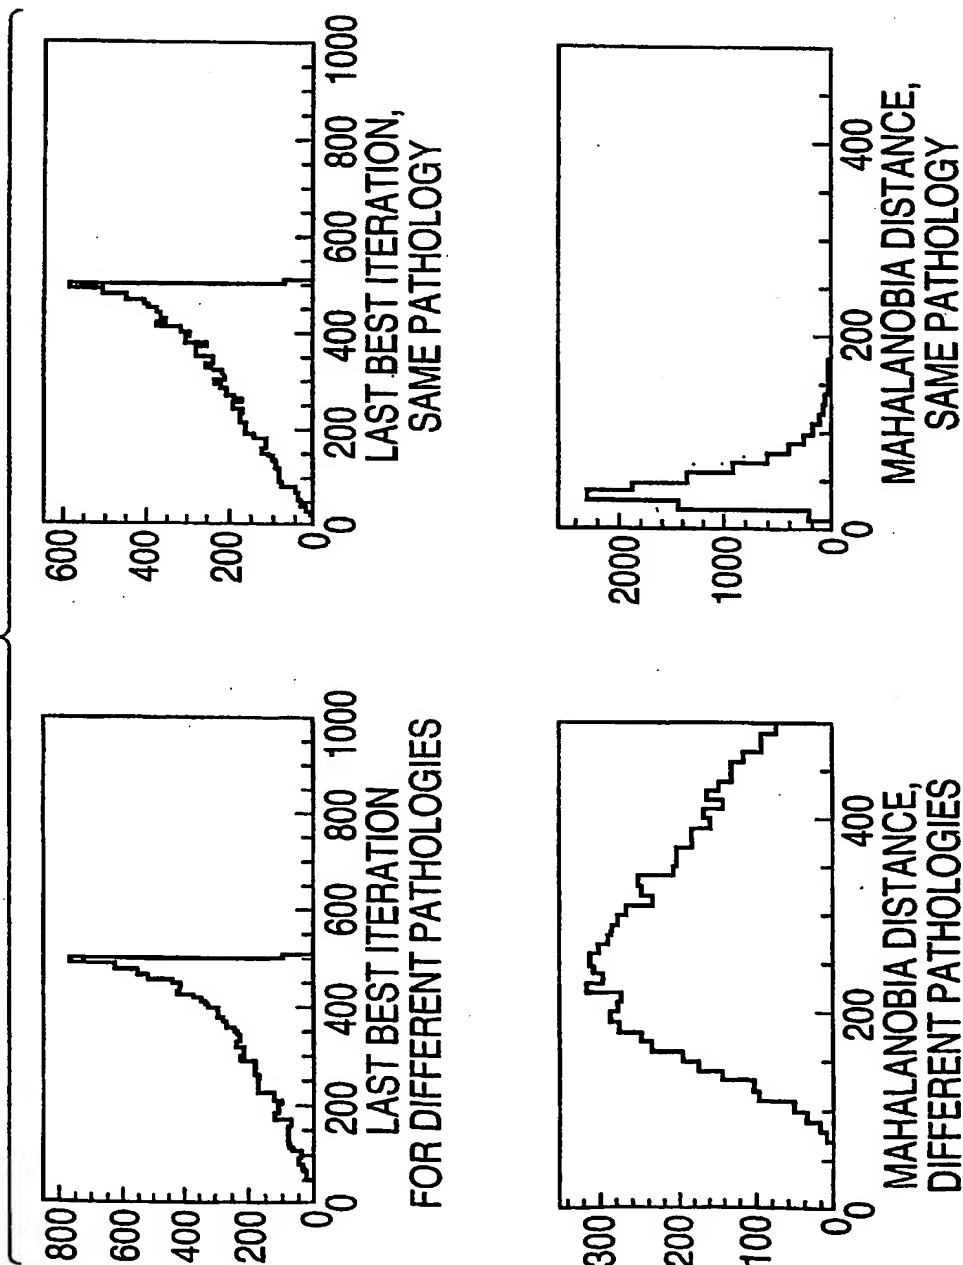 800
600
400
200
0
0 200 400 600 800 1000
LAST BEST ITERATION
FOR DIFFERENT PATHOLOGIES
600
400
200
0
0 200 400 600 800 1000
LAST BEST ITERATION,
SAME PATHOLOGY
300
200
100
0
0 200 400
MAHALANOBIA DISTANCE,
DIFFERENT PATHOLOGIES
2000
1000
0
0 200 400
MAHALANOBIA DISTANCE,
SAME PATHOLOGY